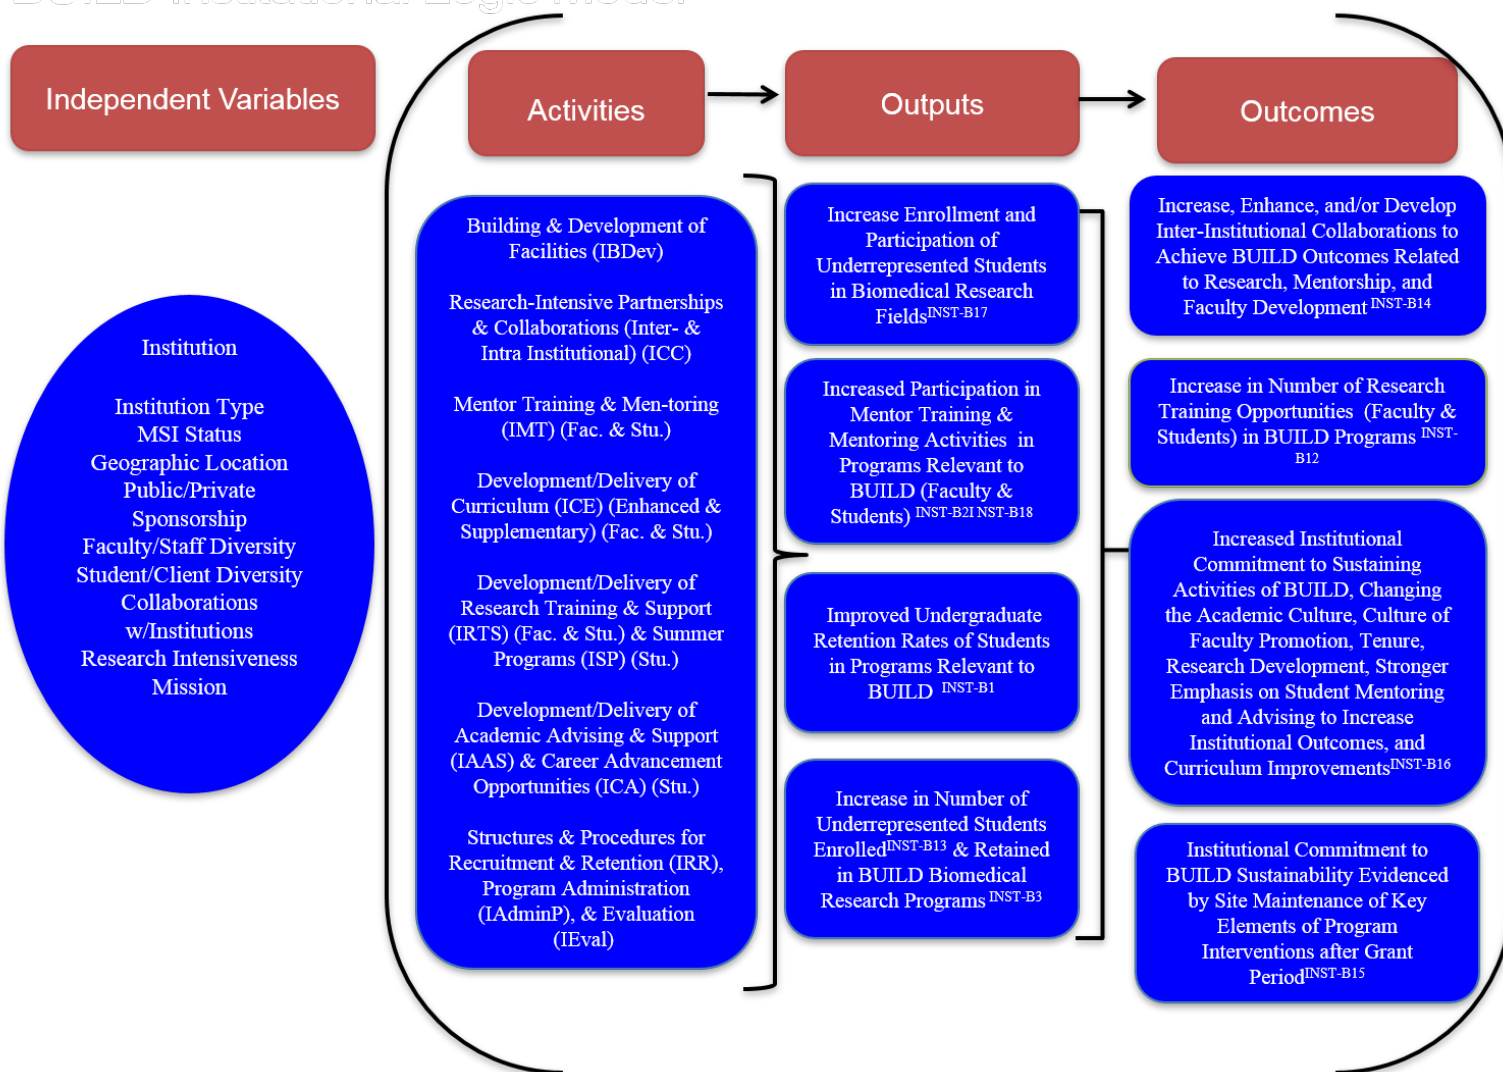 BUILD Institutional Logic Model
Independent Variables
Activities
Outputs
Outcomes
Institution
Institution Type
MSI Status
Geographic Location
Public/Private
Sponsorship
Faculty/Staff Diversity
Student/Client Diversity
Collaborations
w/Institutions
Research Intensiveness
Mission
Building & Development of
Facilities (IBDev)
Research-Intensive Partnerships
& Collaborations (Inter- &
Intra Institutional) (ICC)
Mentor Training & Men-toring
(IMT) (Fac. & Stu.)
Development/Delivery of
Curriculum (ICE) (Enhanced &
Supplementary) (Fac. & Stu.)
Development/Delivery of
Research Training & Support
(IRTS) (Fac. & Stu.) & Summer
Programs (ISP) (Stu.)
Development/Delivery of
Academic Advising & Support
(IAAS) & Career Advancement
Opportunities (ICA) (Stu.)
Structures & Procedures for
Recruitment & Retention (IRR),
Program Administration
(IAdminP), & Evaluation
(IEval)
Increase Enrollment and
Participation of
Underrepresented Students
in Biomedical Research
Fields INST-B17
Increased Participation in
Mentor Training &
Mentoring Activities in
Programs Relevant to
BUILD (Faculty &
Students) INST-B2I NST-B18
Improved Undergraduate
Retention Rates of Students
in Programs Relevant to
BUILD INST-B1
Increase in Number of
Underrepresented Students
Enrolled INST-B13 & Retained
in BUILD Biomedical
Research Programs INST-B3
Increase, Enhance, and/or Develop
Inter-Institutional Collaborations to
Achieve BUILD Outcomes Related
to Research, Mentorship, and
Faculty Development INST-B14
Increase in Number of Research
Training Opportunities (Faculty &
Students) in BUILD Programs INST-
B12
Increased Institutional
Commitment to Sustaining
Activities of BUILD, Changing
the Academic Culture, Culture of
Faculty Promotion, Tenure,
Research Development, Stronger
Emphasis on Student Mentoring
and Advising to Increase
Institutional Outcomes, and
Curriculum Improvements INST-B16
Institutional Commitment to
BUILD Sustainability Evidenced
by Site Maintenance of Key
Elements of Program
Interventions after Grant
Period INST-B15